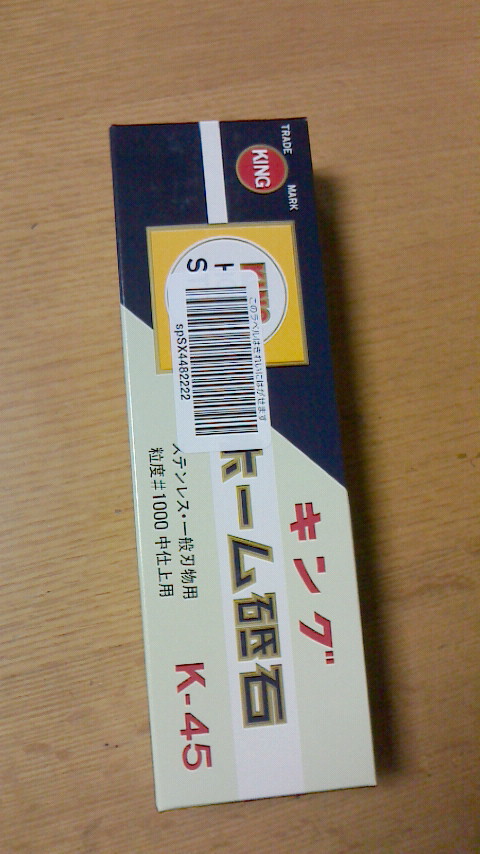 TRADE
MARK
KING
KING
H
S
このラベルはきれいにはがせます
spSX4482222
キング
ホーム砥石
ステンレス・一般刃物用
粒度#1000 中仕上用
K-45